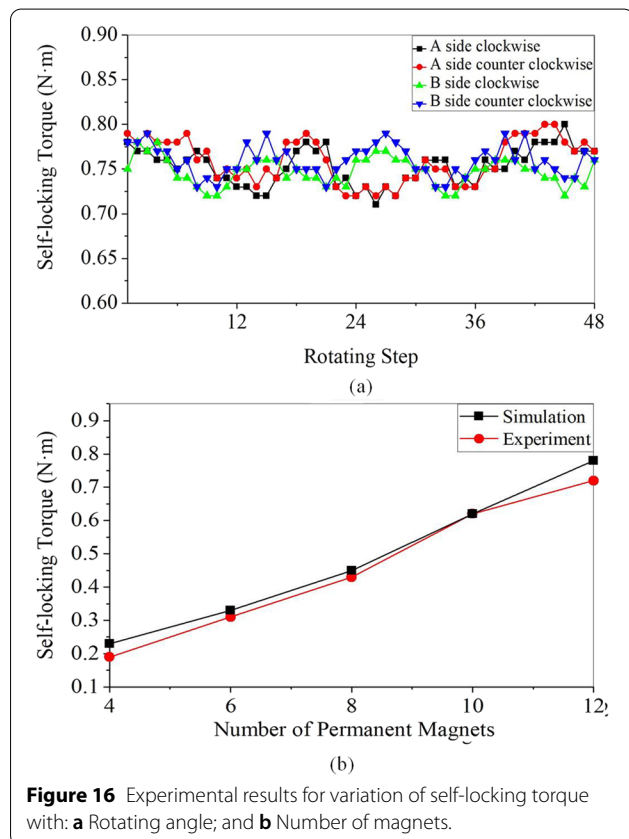 0.90
0.85
0.80
0.75
0.70
0.65
0.60
Self-locking Torque (N·m)
A side clockwise
A side counter clockwise
B side clockwise
B side counter clockwise
12
24
36
48
Rotating Step
(a)
0.9
0.8
0.7
0.6
0.5
0.4
0.3
0.2
0.1
Self-locking Torque (N·m)
Simulation
Experiment
4
6
8
10
12
Number of Permanent Magnets
(b)
Figure 16 Experimental results for variation of self-locking torque
with: a Rotating angle; and b Number of magnets.